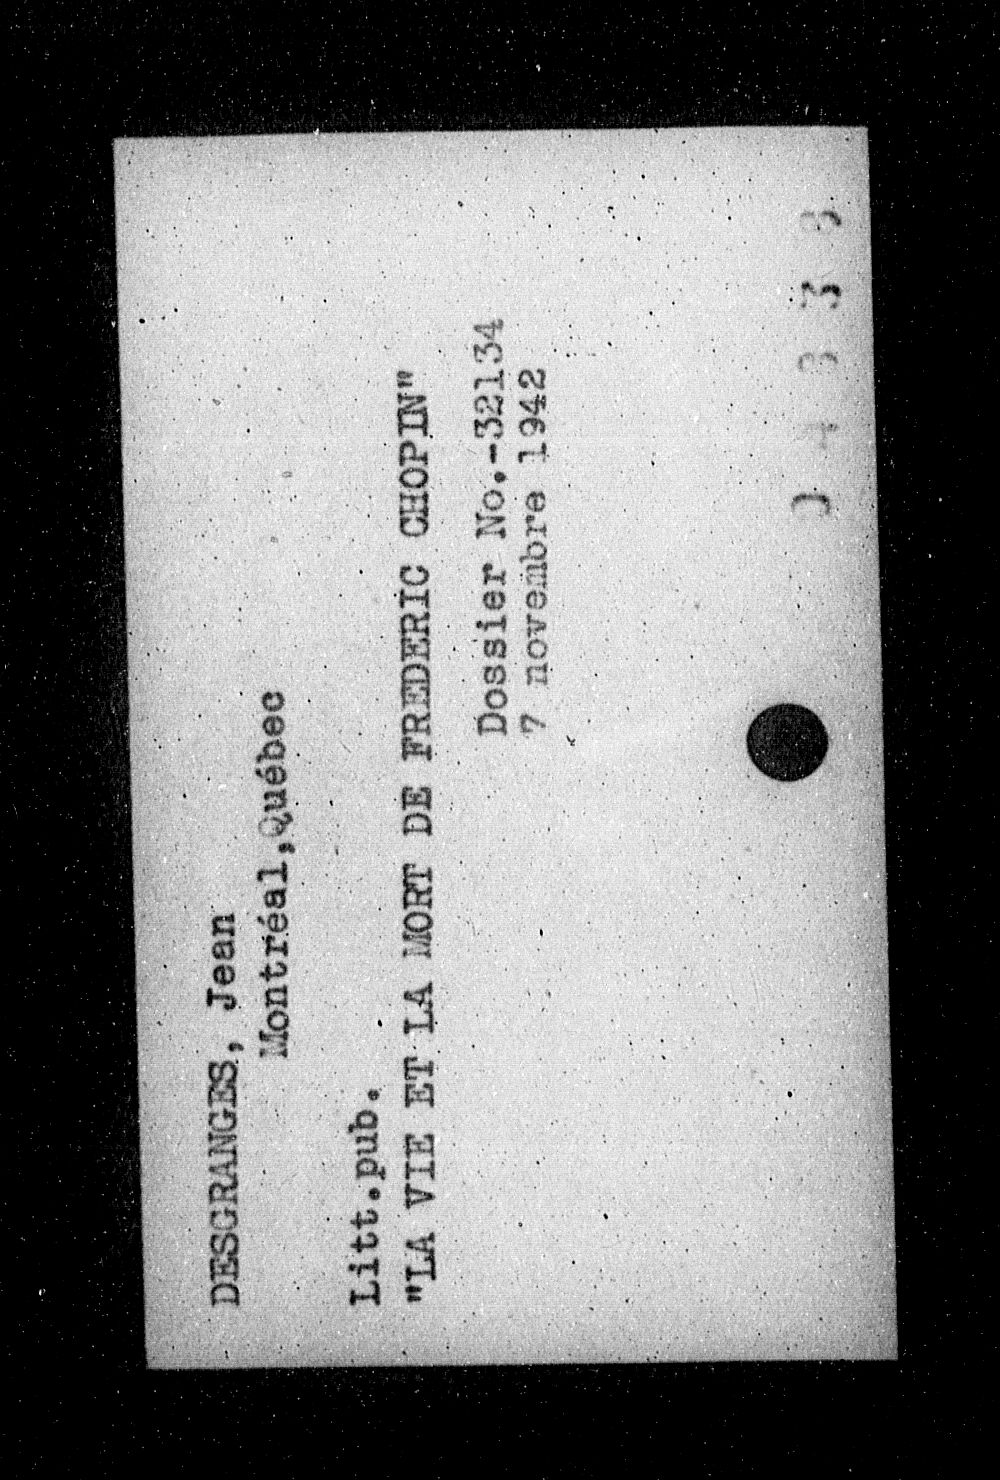 DESGRANGES, Jean
Montréal,Québec
Litt.pub.
"LA VIE ET LA MORT DE FREDERIC CHOPIN"
Dossier No.-32134
7 novembre 1942